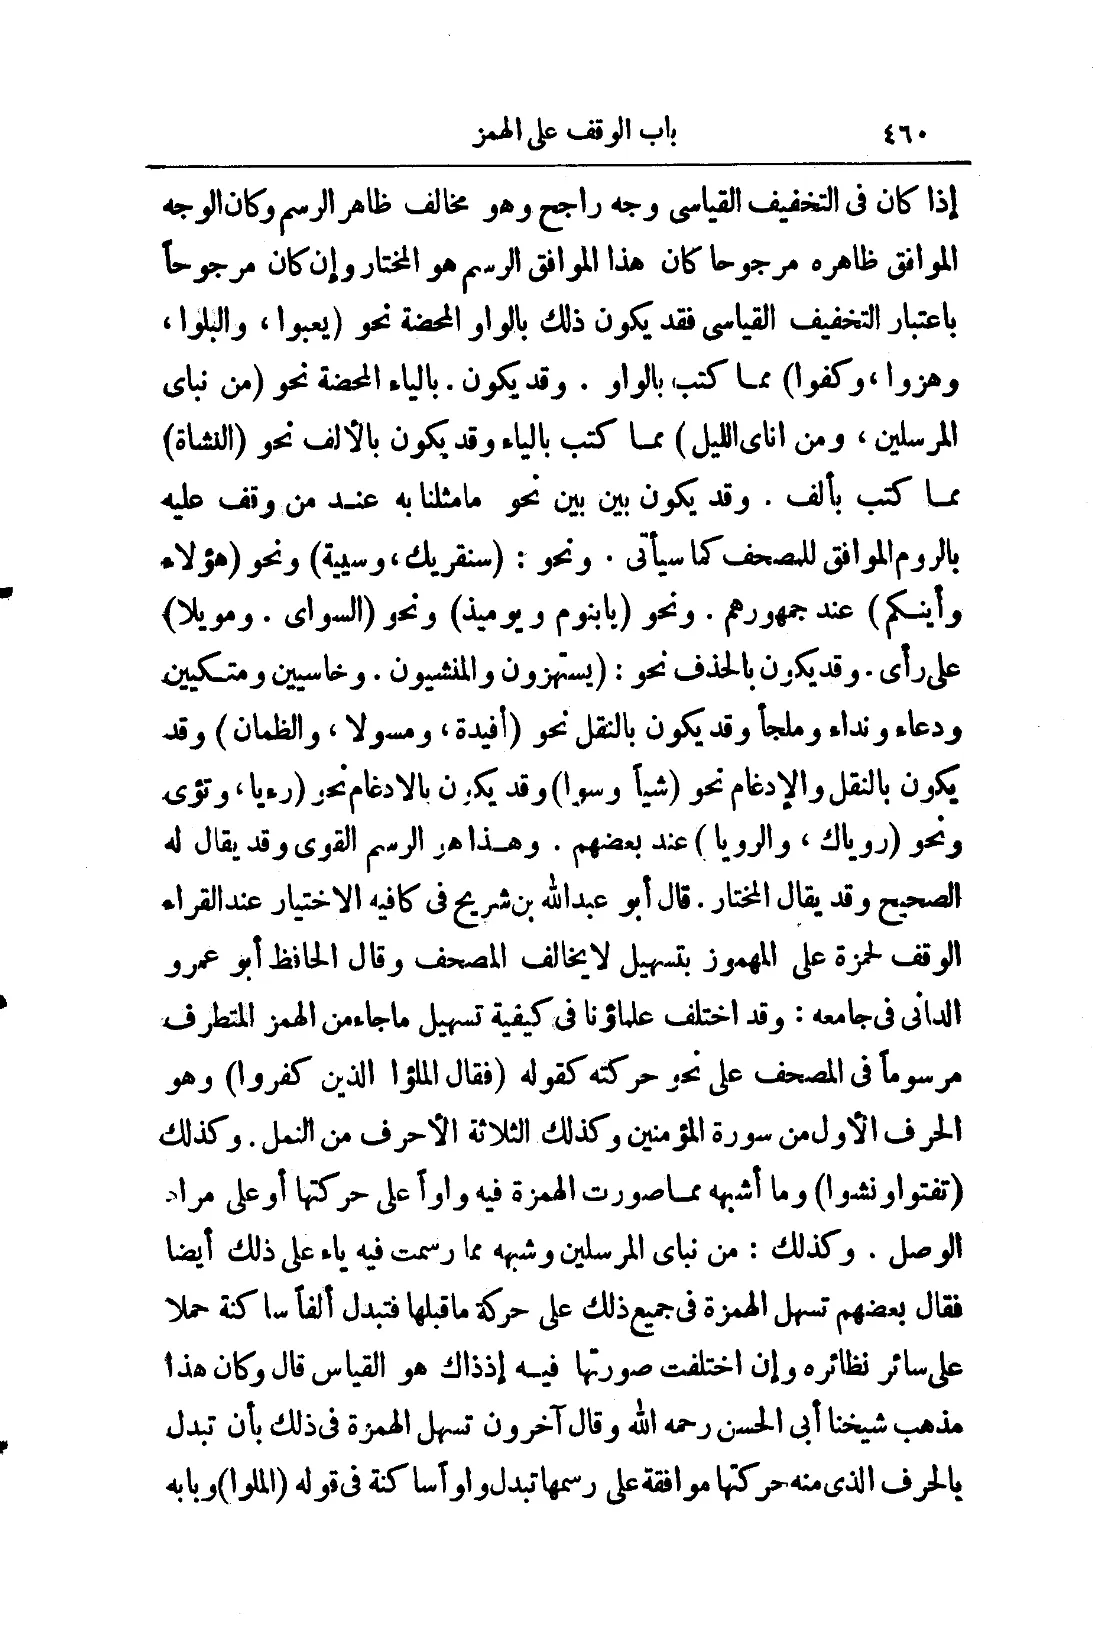 ٤٦٠ باب الوقف على الهمز
إذا كان فى التخفيف القياسى وجه راجح وهو مخالف ظاهر الرسم وكان الوجه
الموافق ظاهره مرجوحا كان هذا الموافق الرسم هو المختار وإن كان مرجوحاً
باعتبار التخفيف القياسى فقد يكون ذلك بالواو المحضة نحو (يعبوا، والبلوا،
وهزوا، وكفوا) مما كتب بالواو . وقد يكون . بالياء المحضة نحو (من نباى
المرسلين، ومن اناى الليل) مما كتب بالياء وقد يكون بالألف نحو (النشاة)
مما كتب بألف . وقد يكون بين بين نحو مامثلنا به عند من وقف عليه
بالروم الموافق للمصحف كما سيأتى . ونحو : (سنقريك، وسيية) ونحو (هؤلاء
وأينكم) عند جمهورهم . ونحو (يابنوم ويوميذ) ونحو (السواى . ومويلا)
على رأى . وقد يكون بالحذف نحو : (يستهزون والمنشيون . وخاسيين ومتكيين
ودعاء ونداء وملجأ وقد يكون بالنقل نحو (أفيدة، ومسولا، والظمان) وقد
يكون بالنقل والإدغام نحو (شيأ وسوا) وقد يكون بالادغام نحو (رءيا، وتؤى
ونحو (روياك، والرويا) عند بعضهم . وهذا هو الرسم القوى وقد يقال له
الصحيح وقد يقال المختار . قال أبو عبدالله بن شريح فى كافيه الاختيار عند القراء
الوقف لحمزة على المهموز بتسهيل لا يخالف المصحف وقال الحافظ أبو عمرو
الدانى فى جامعه : وقد اختلف علماؤنا فى كيفية تسهيل ماجاء من الهمز المتطرف
مرسوماً فى المصحف على نحو حركته كقوله (فقال الملؤا الذين كفروا) وهو
الحرف الأول من سورة المؤمنين وكذلك الثلاثة الأحرف من النمل . وكذلك
(تفتوا ونشوا) وما أشبهه مما صورت الهمزة فيه واواً على حركتها أو على مراد
الوصل . وكذلك : من نباى المرسلين وشبهه مما رسمت فيه ياء على ذلك أيضا
فقال بعضهم تسهل الهمزة فى جميع ذلك على حركة ماقبلها فتبدل ألفاً ساكنة حملا
على سائر نظائره وإن اختلفت صورتها فيه إذذاك هو القياس قال وكان هذا
مذهب شيخنا أبى الحسن رحمه الله وقال آخرون تسهل الهمزة فى ذلك بأن تبدل
بالحرف الذى منه حركتها موافقة على رسمها تبدل واواً ساكنة فى قوله (الملوا) وبابه